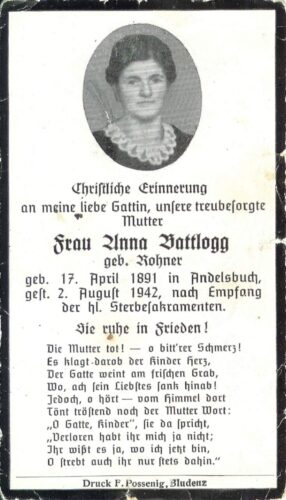 Christliche Erinnerung
an meine liebe Gattin, unsere treubesorgte
Mutter
Frau Anna Battlogg
geb. Rohner
geb. 17. April 1891 in Andelsbuch,
gest. 2. August 1942, nach Empfang
der hl. Sterbesakramenten.
Sie ruhe in Frieden!
Die Mutter tot! — o bitt'rer Schmerz!
Es klagt darob der Kinder Herz,
Der Gatte weint am frischen Grab,
Wo, ach sein Liebstes sank hinab!
Jedoch, o hört — vom Himmel dort
Tönt tröstend noch der Mutter Wort:
„O Gatte, Kinder", sie da spricht,
„Verloren habt ihr mich ja nicht;
Ihr wißt es ja, wo ich jetzt bin,
O strebt auch ihr nur stets dahin."
Druck F. Possenig, Bludenz